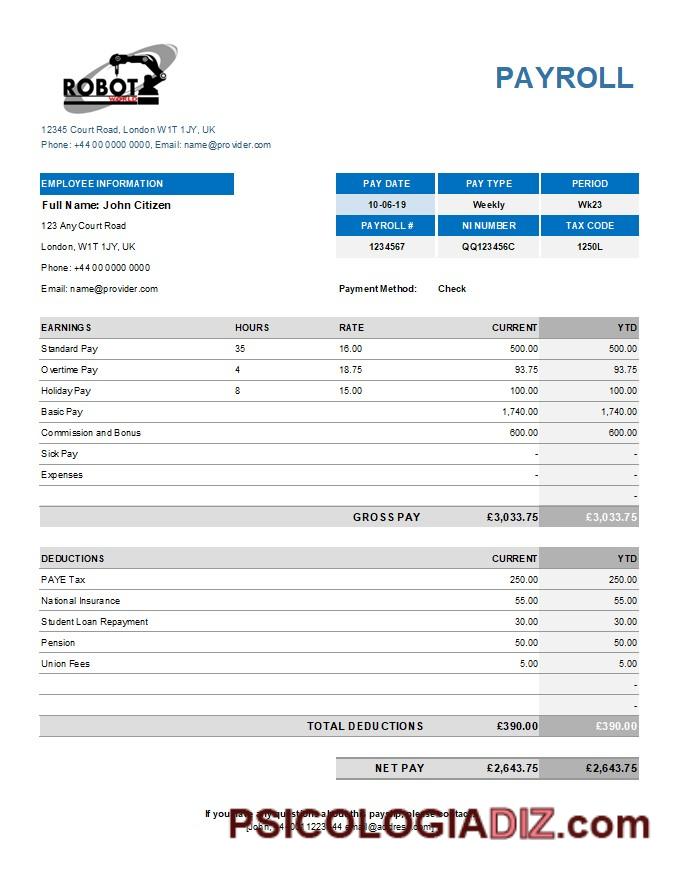 ROBOT
WORLD
PAYROLL
12345 Court Road, London W1T 1JY, UK
Phone: +44 00 0000 0000, Email: name@provider.com
EMPLOYEE INFORMATION PAY DATE PAY TYPE PERIOD
Full Name: John Citizen 10-06-19 Weekly Wk23
123 Any Court Road PAYROLL # NI NUMBER TAX CODE
London, W1T 1JY, UK 1234567 QQ123456C 1250L
Phone: +44 00 0000 0000
Email: name@provider.com Payment Method: Check
EARNINGS HOURS RATE CURRENT YTD
Standard Pay 35 16.00 500.00 500.00
Overtime Pay 4 18.75 93.75 93.75
Holiday Pay 8 15.00 100.00 100.00
Basic Pay 1,740.00 1,740.00
Commission and Bonus 600.00 600.00
Sick Pay - -
Expenses - -
-
GROSS PAY £3,033.75 £3,033.75
DEDUCTIONS CURRENT YTD
PAYE Tax 250.00 250.00
National Insurance 55.00 55.00
Student Loan Repayment 30.00 30.00
Pension 50.00 50.00
Union Fees 5.00 5.00
-
-
TOTAL DEDUCTIONS £390.00 £390.00
NET PAY £2,643.75 £2,643.75
If you have any questions about this payslip, please contact:
[John, email@address.com]
PSICOLOGIADIZ.com